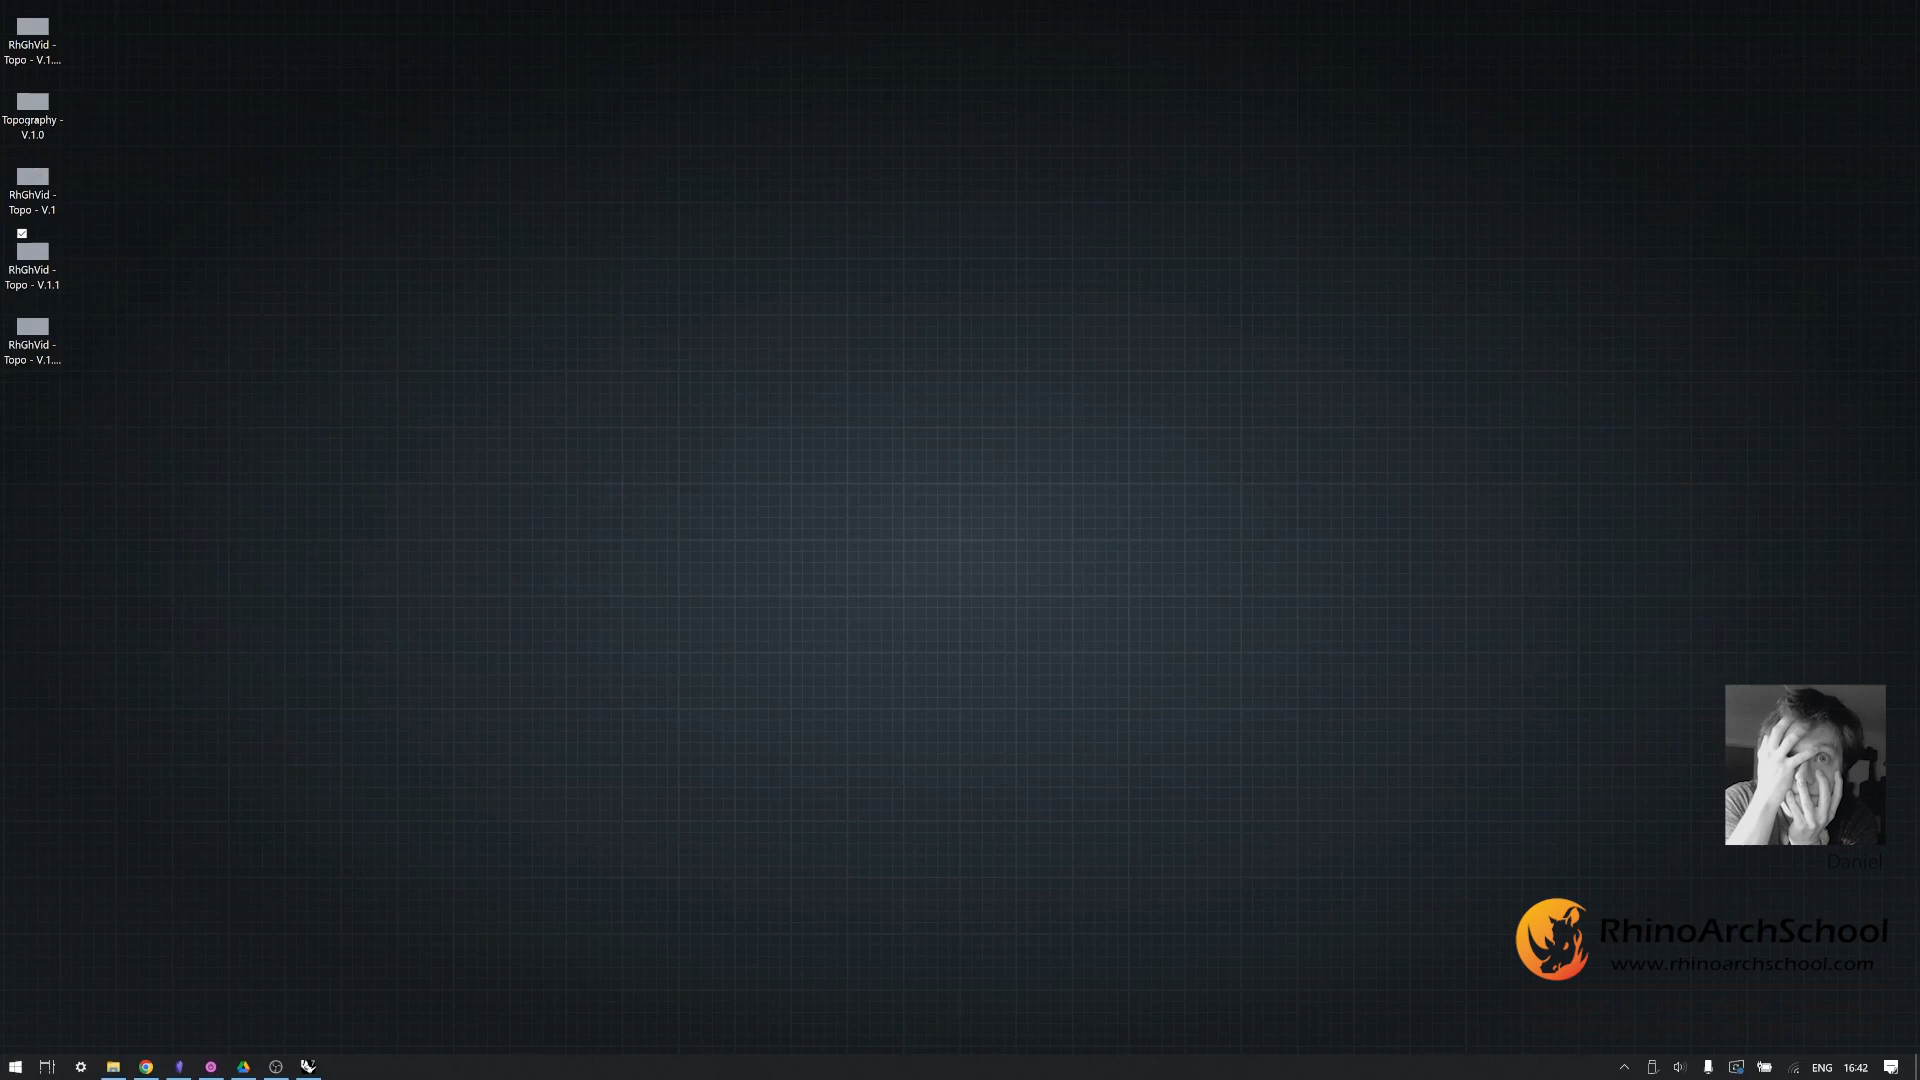 RhGhVid -
Topo - V.1....
Topography -
V.1.0
RhGhVid -
Topo - V.1
RhGhVid -
Topo - V.1.1
RhGhVid -
Topo - V.1....
Daniel
RhinoArchSchool
www.rhinoarchschool.com
ENG 16:42